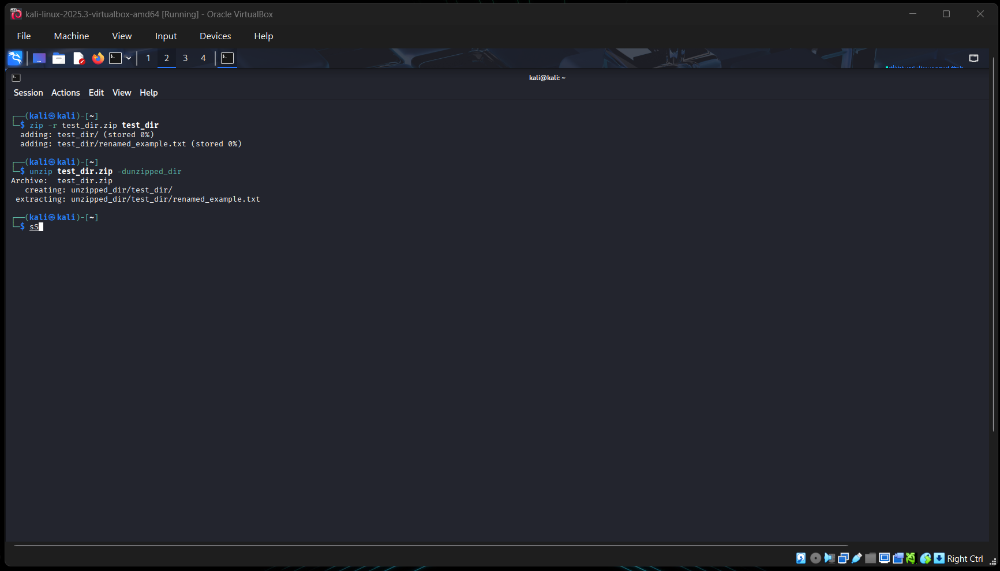 kali-linux-2025.3-virtualbox-amd64 [Running] - Oracle VirtualBox
File Machine View Input Devices Help
1 2 3 4
kali@kali: ~
Session Actions Edit View Help
┌──(kali㉿kali)-[~]
└─$ zip -r test_dir.zip test_dir
  adding: test_dir/ (stored 0%)
  adding: test_dir/renamed_example.txt (stored 0%)
┌──(kali㉿kali)-[~]
└─$ unzip test_dir.zip -dunzipped_dir
Archive:  test_dir.zip
   creating: unzipped_dir/test_dir/
 extracting: unzipped_dir/test_dir/renamed_example.txt
┌──(kali㉿kali)-[~]
└─$ sS
Right Ctrl